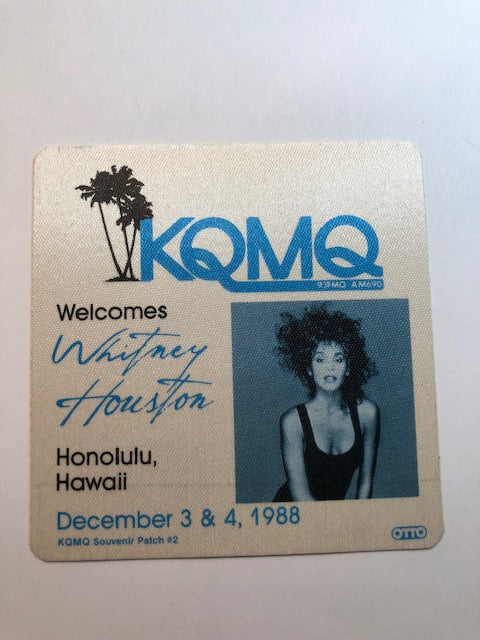 KQMQ
93FMQ AM690
Welcomes
Whitney
Houston
Honolulu,
Hawaii
December 3 & 4, 1988
KQMQ Souvenir Patch #2
OTTO